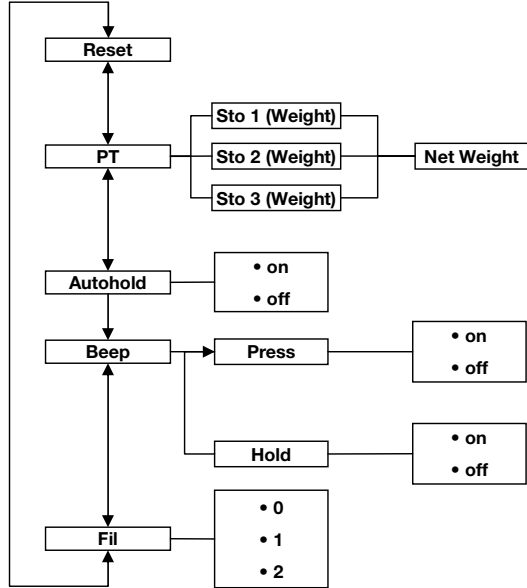 Reset
Sto 1 (Weight)
PT
Sto 2 (Weight)
Net Weight
Sto 3 (Weight)
Autohold
• on
• off
Beep
Press
• on
• off
Hold
• on
• off
Fil
• 0
• 1
• 2